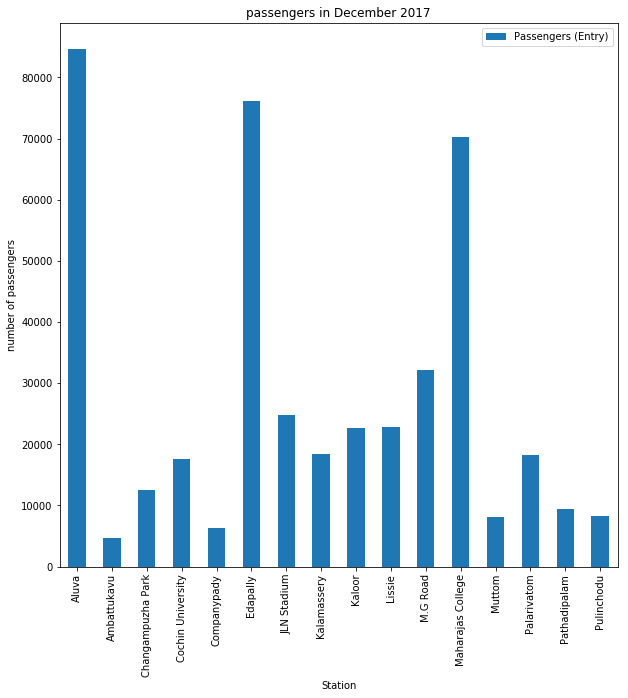 passengers in December 2017
Passengers (Entry)
number of passengers
80000
70000
60000
50000
40000
30000
20000
10000
0
Aluva
Ambattukavu
Changampuzha Park
Cochin University
Companypady
Edapally
JLN Stadium
Kalamassery
Kaloor
Lissie
M.G Road
Maharajas College
Muttom
Palarivatom
Pathadipalam
Pulinchodu
Station